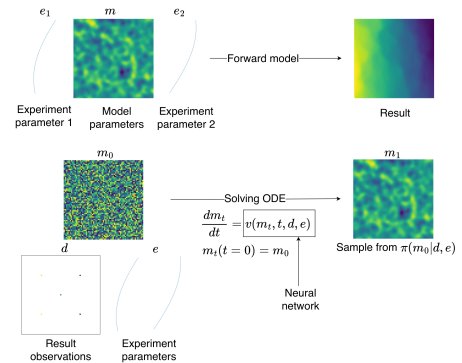 e₁ m e₂
Forward model
Experiment parameter 1
Model parameters
Experiment parameter 2
Result
m₀ m₁
Solving ODE
dmₜ/dt = v(mₜ, t, d, e)
mₜ(t = 0) = m₀
Sample from π(m₀|d, e)
d e
Neural network
Result observations
Experiment parameters